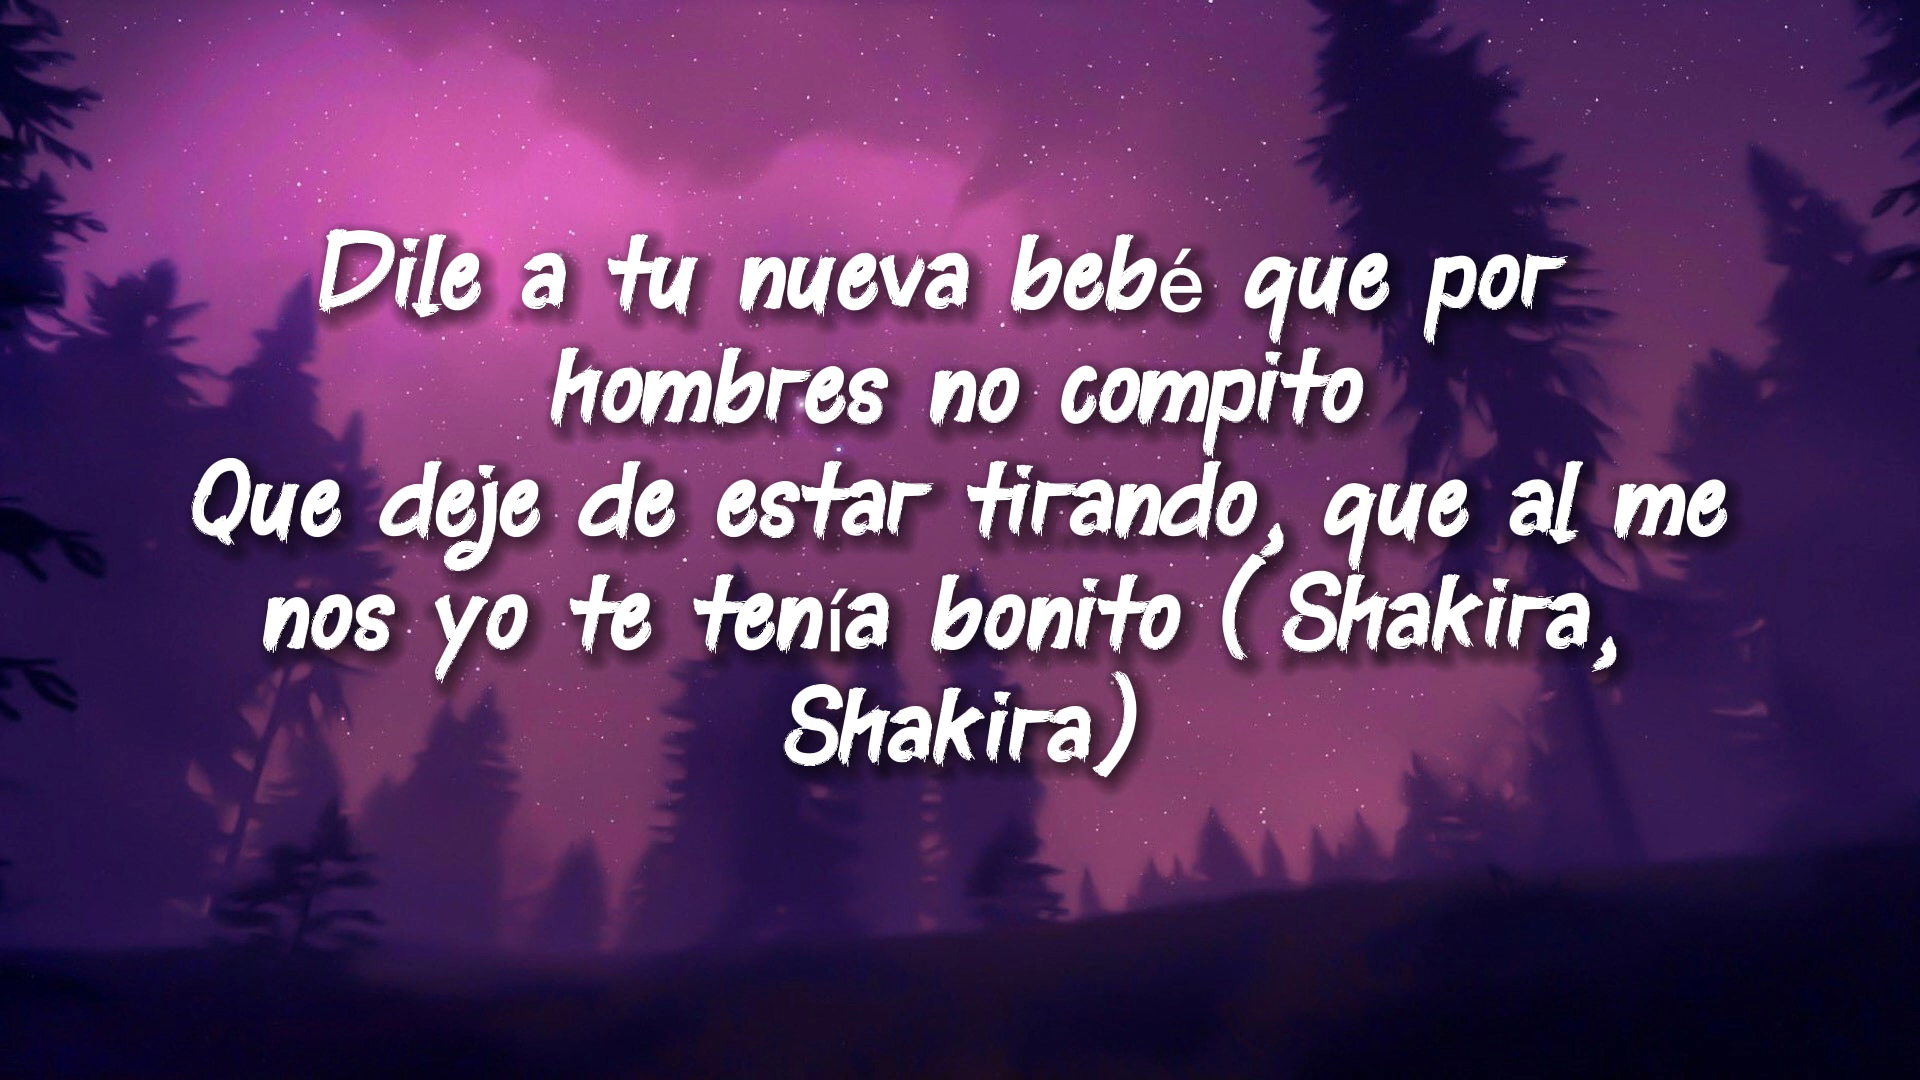 Dile a tu nueva bebé que por
hombres no compito
Que deje de estar tirando, que al me
nos yo te tenía bonito (Shakira,
Shakira)